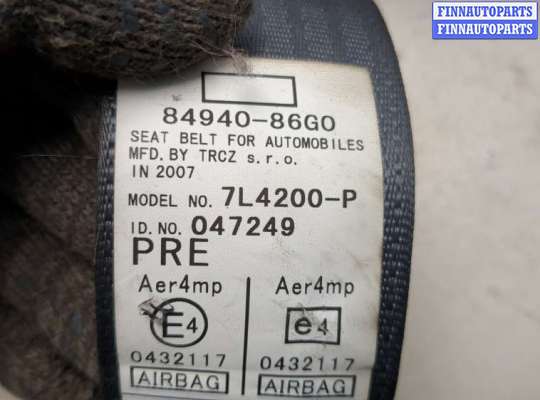 FINNAUTOPARTS
FINNAUTOPARTS
84940-86G0
SEAT BELT FOR AUTOMOBILES
MFD. BY TRCZ s.r.o.
IN 2007
MODEL NO. 7L4200-P
ID. NO. 047249
PRE
Aer4mp Aer4mp
E4 e4
0432117 0432117
AIRBAG AIRBAG